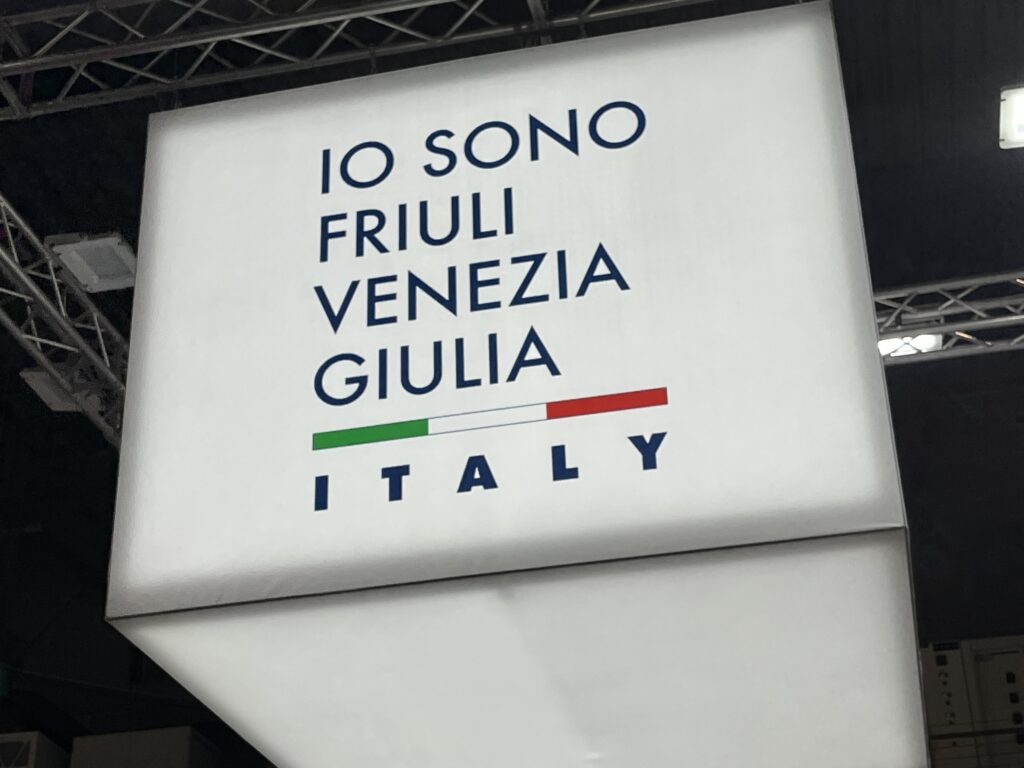 IO SONO
FRIULI
VENEZIA
GIULIA
ITALY